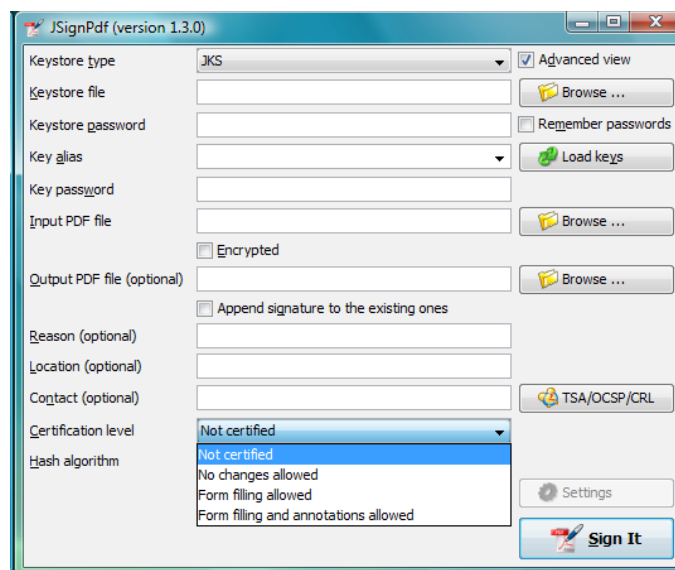 JSignPdf (version 1.3.0)
Keystore type JKS Advanced view
Keystore file Browse ...
Keystore password Remember passwords
Key alias Load keys
Key password
Input PDF file Browse ...
Encrypted
Output PDF file (optional) Browse ...
Append signature to the existing ones
Reason (optional)
Location (optional)
Contact (optional) TSA/OCSP/CRL
Certification level Not certified
Not certified
Hash algorithm
No changes allowed
Form filling allowed Settings
Form filling and annotations allowed
Sign It